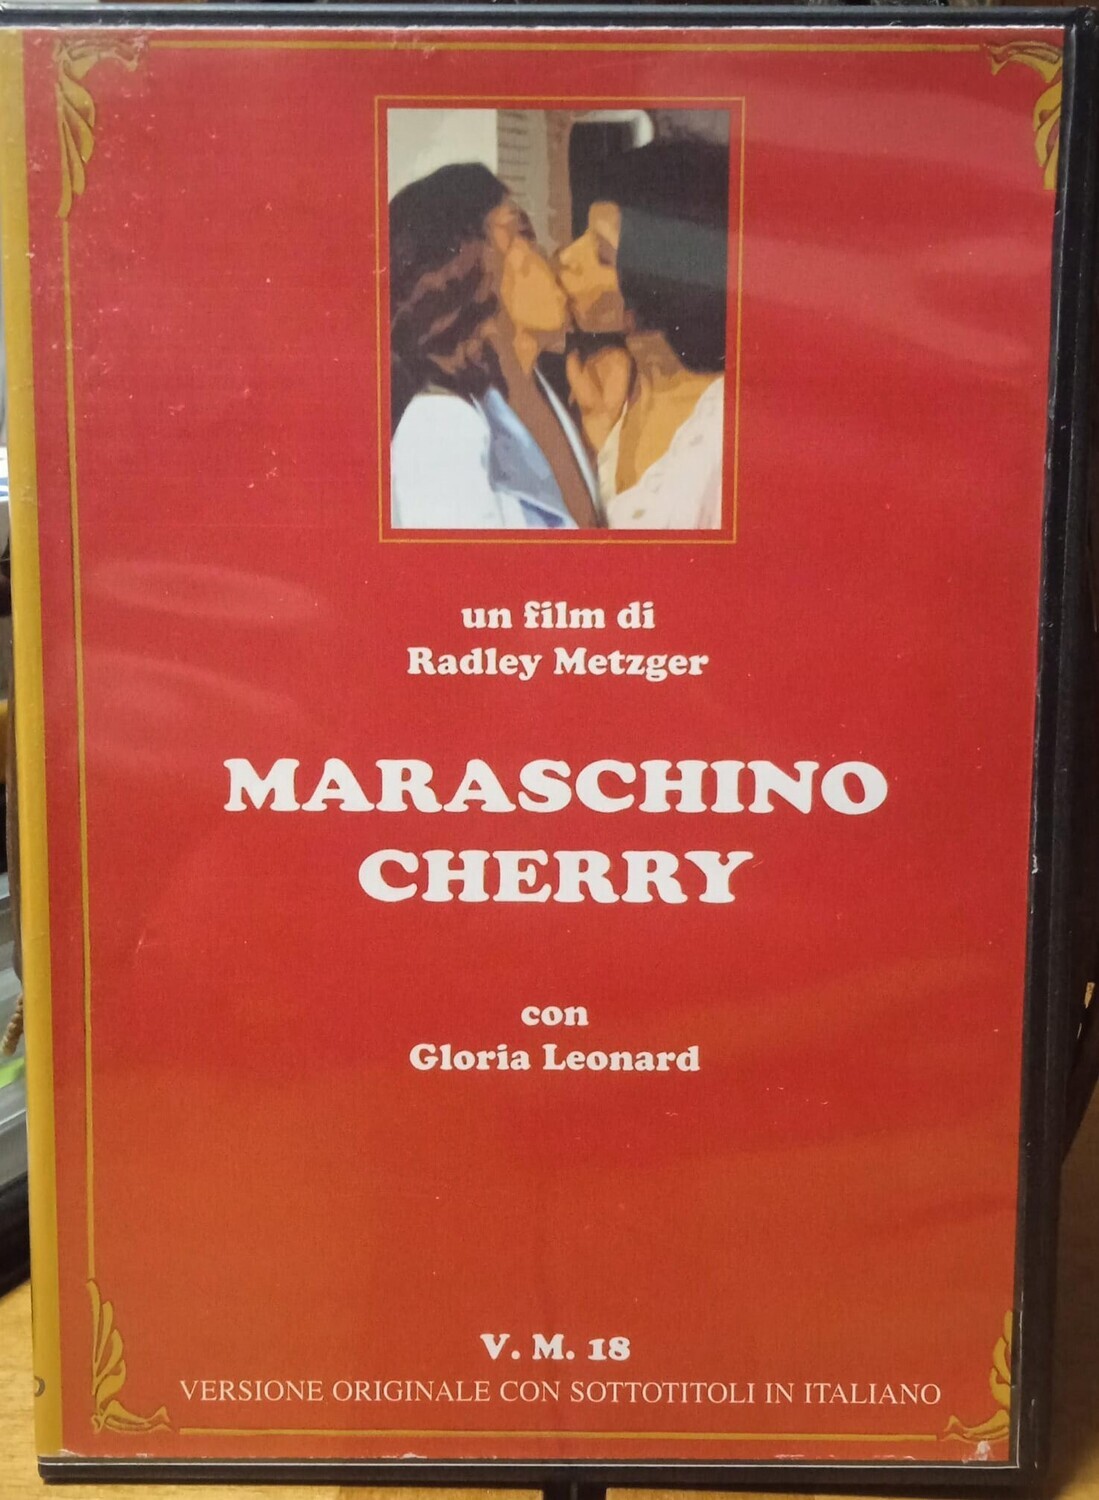 un film di
Radley Metzger
MARASCHINO
CHERRY
con
Gloria Leonard
V. M. 18
VERSIONE ORIGINALE CON SOTTOTITOLI IN ITALIANO